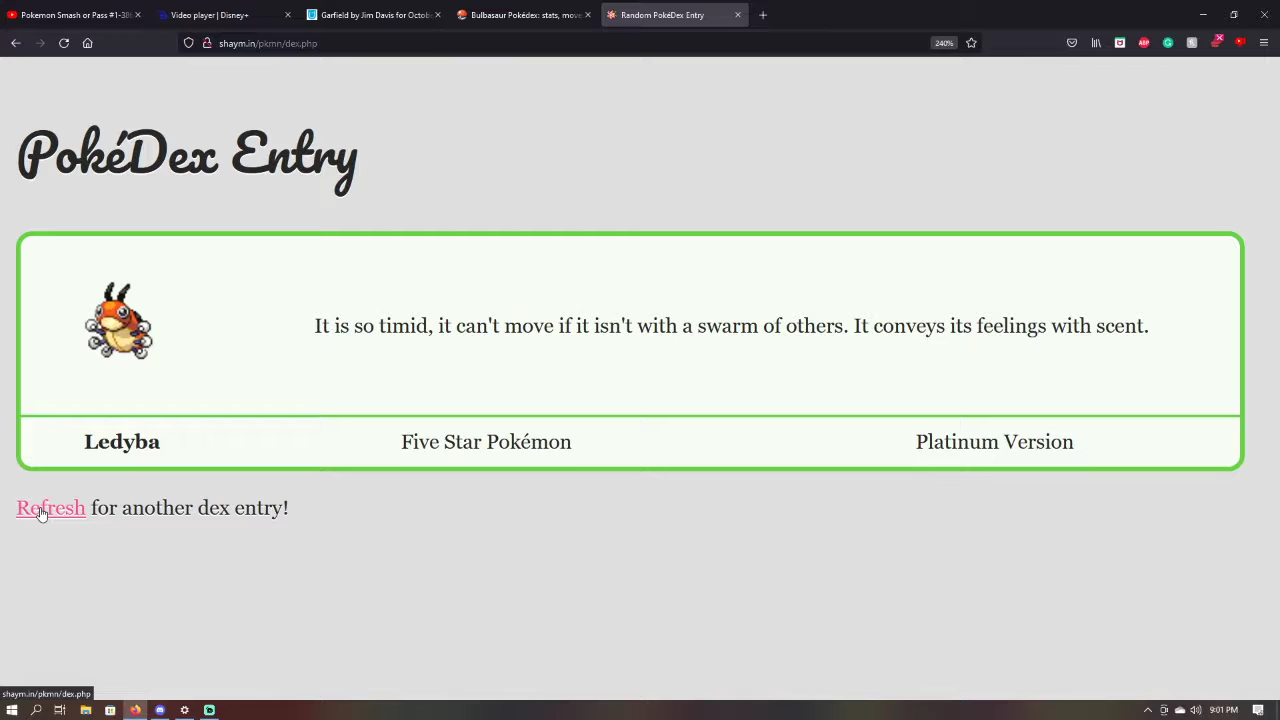 Pokemon Smash or Pass #1-386
Video player | Disney+
Garfield by Jim Davis for Octob
Bulbasaur Pokédex: stats, move
Random PokéDex Entry
shaym.in/pkmn/dex.php
240%
PokéDex Entry
It is so timid, it can't move if it isn't with a swarm of others. It conveys its feelings with scent.
Ledyba
Five Star Pokémon
Platinum Version
Refresh for another dex entry!
shaym.in/pkmn/dex.php
9:01 PM